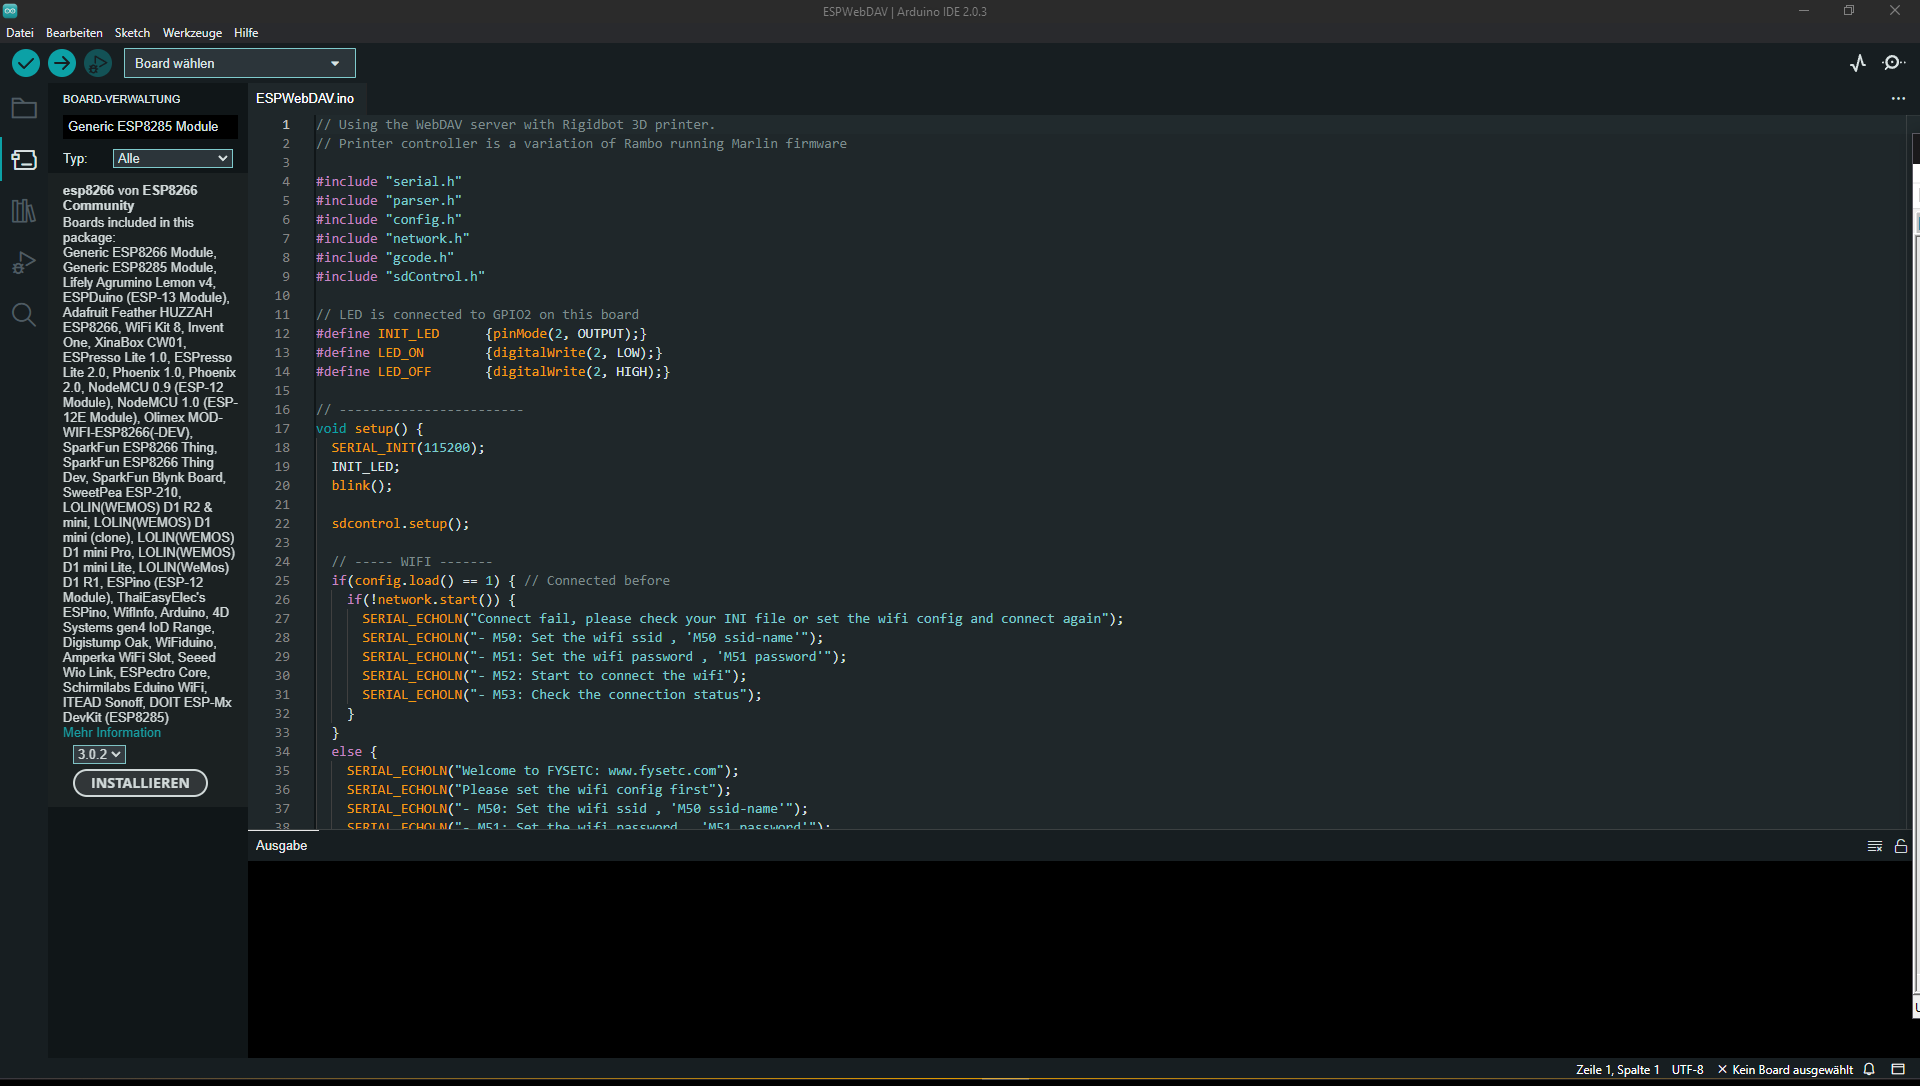 ESPWebDAV | Arduino IDE 2.0.3
Datei Bearbeiten Sketch Werkzeuge Hilfe
Board wählen
BOARD-VERWALTUNG
Generic ESP8285 Module
Typ: Alle
esp8266 von ESP8266
Community
Boards included in this
package:
Generic ESP8266 Module,
Generic ESP8285 Module,
Lifely Agrumino Lemon v4,
ESPDuino (ESP-13 Module),
Adafruit Feather HUZZAH
ESP8266, WiFi Kit 8, Invent
One, XinaBox CW01,
ESPresso Lite 1.0, ESPresso
Lite 2.0, Phoenix 1.0, Phoenix
2.0, NodeMCU 0.9 (ESP-12
Module), NodeMCU 1.0 (ESP-
12E Module), Olimex MOD-
WIFI-ESP8266(-DEV),
SparkFun ESP8266 Thing,
SparkFun ESP8266 Thing
Dev, SparkFun Blynk Board,
SweetPea ESP-210,
LOLIN(WEMOS) D1 R2 &
mini, LOLIN(WEMOS) D1
mini (clone), LOLIN(WEMOS)
D1 mini Pro, LOLIN(WEMOS)
D1 mini Lite, LOLIN(WeMos)
D1 R1, ESPino (ESP-12
Module), ThaiEasyElec's
ESPino, WifInfo, Arduino, 4D
Systems gen4 IoD Range,
Digistump Oak, WiFiduino,
Amperka WiFi Slot, Seeed
Wio Link, ESPectro Core,
Schirmilabs Eduino WiFi,
ITEAD Sonoff, DOIT ESP-Mx
DevKit (ESP8285)
Mehr Information
3.0.2
INSTALLIEREN
ESPWebDAV.ino
1 // Using the WebDAV server with Rigidbot 3D printer.
2 // Printer controller is a variation of Rambo running Marlin firmware
3
4 #include "serial.h"
5 #include "parser.h"
6 #include "config.h"
7 #include "network.h"
8 #include "gcode.h"
9 #include "sdControl.h"
10
11 // LED is connected to GPIO2 on this board
12 #define INIT_LED {pinMode(2, OUTPUT);}
13 #define LED_ON {digitalWrite(2, LOW);}
14 #define LED_OFF {digitalWrite(2, HIGH);}
15
16 // ------------------------
17 void setup() {
18 SERIAL_INIT(115200);
19 INIT_LED;
20 blink();
21
22 sdcontrol.setup();
23
24 // ----- WIFI -------
25 if(config.load() == 1) { // Connected before
26 if(!network.start()) {
27 SERIAL_ECHOLN("Connect fail, please check your INI file or set the wifi config and connect again");
28 SERIAL_ECHOLN("- M50: Set the wifi ssid , 'M50 ssid-name'");
29 SERIAL_ECHOLN("- M51: Set the wifi password , 'M51 password'");
30 SERIAL_ECHOLN("- M52: Start to connect the wifi");
31 SERIAL_ECHOLN("- M53: Check the connection status");
32 }
33 }
34 else {
35 SERIAL_ECHOLN("Welcome to FYSETC: www.fysetc.com");
36 SERIAL_ECHOLN("Please set the wifi config first");
37 SERIAL_ECHOLN("- M50: Set the wifi ssid , 'M50 ssid-name'");
38 SERIAL_ECHOLN("- M51: Set the wifi password , 'M51 password'");
Ausgabe
Zeile 1, Spalte 1 UTF-8 Kein Board ausgewählt